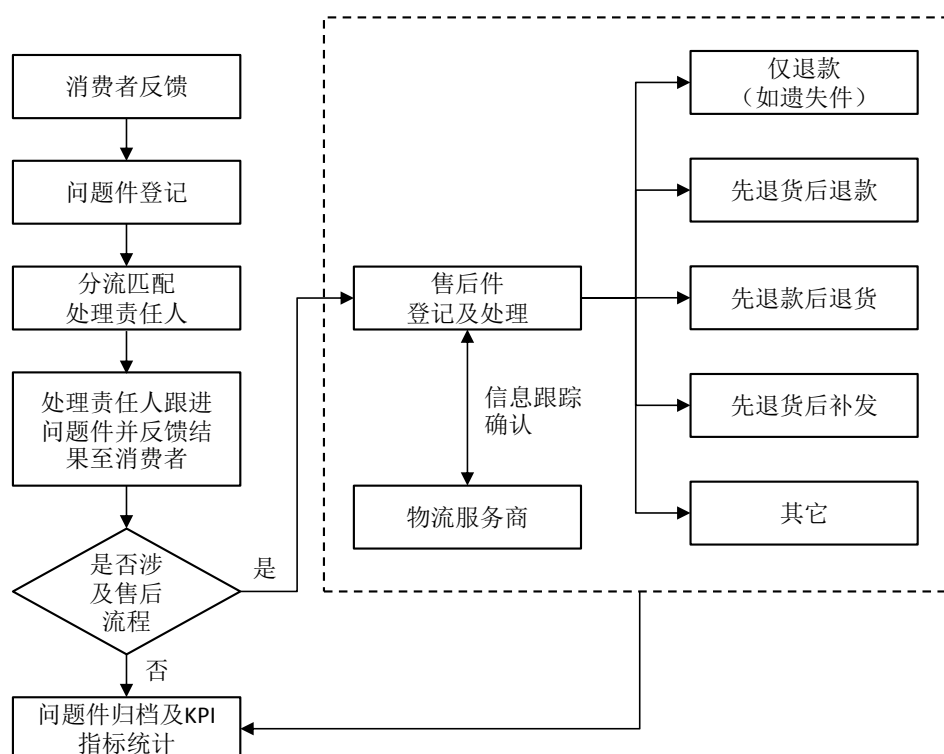 消费者反馈
问题件登记
分流匹配
处理责任人
处理责任人跟进
问题件并反馈结
果至消费者
是否涉
及售后
流程
是
否
问题件归档及KPI
指标统计
售后件
登记及处理
信息跟踪
确认
物流服务商
仅退款
（如遗失件）
先退货后退款
先退款后退货
先退货后补发
其它